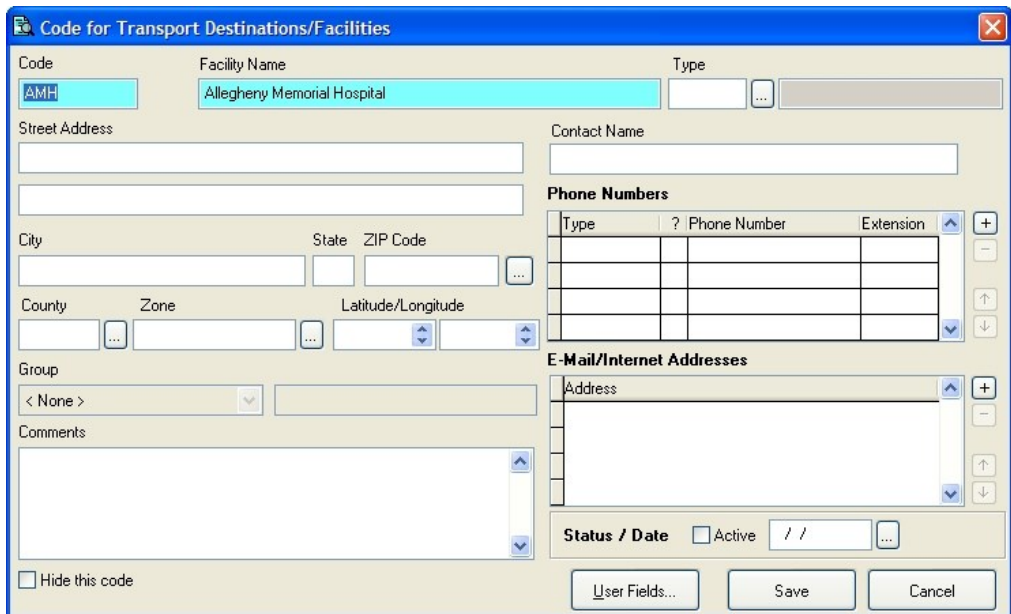 Code for Transport Destinations/Facilities
Code Facility Name Type
AMH Allegheny Memorial Hospital ...
Street Address
Contact Name
Phone Numbers
Type ? Phone Number Extension
City State ZIP Code
...
County Zone Latitude/Longitude
... ...
E-Mail/Internet Addresses
Address
Group
< None >
Comments
Status / Date Active / / ...
Hide this code
User Fields... Save Cancel